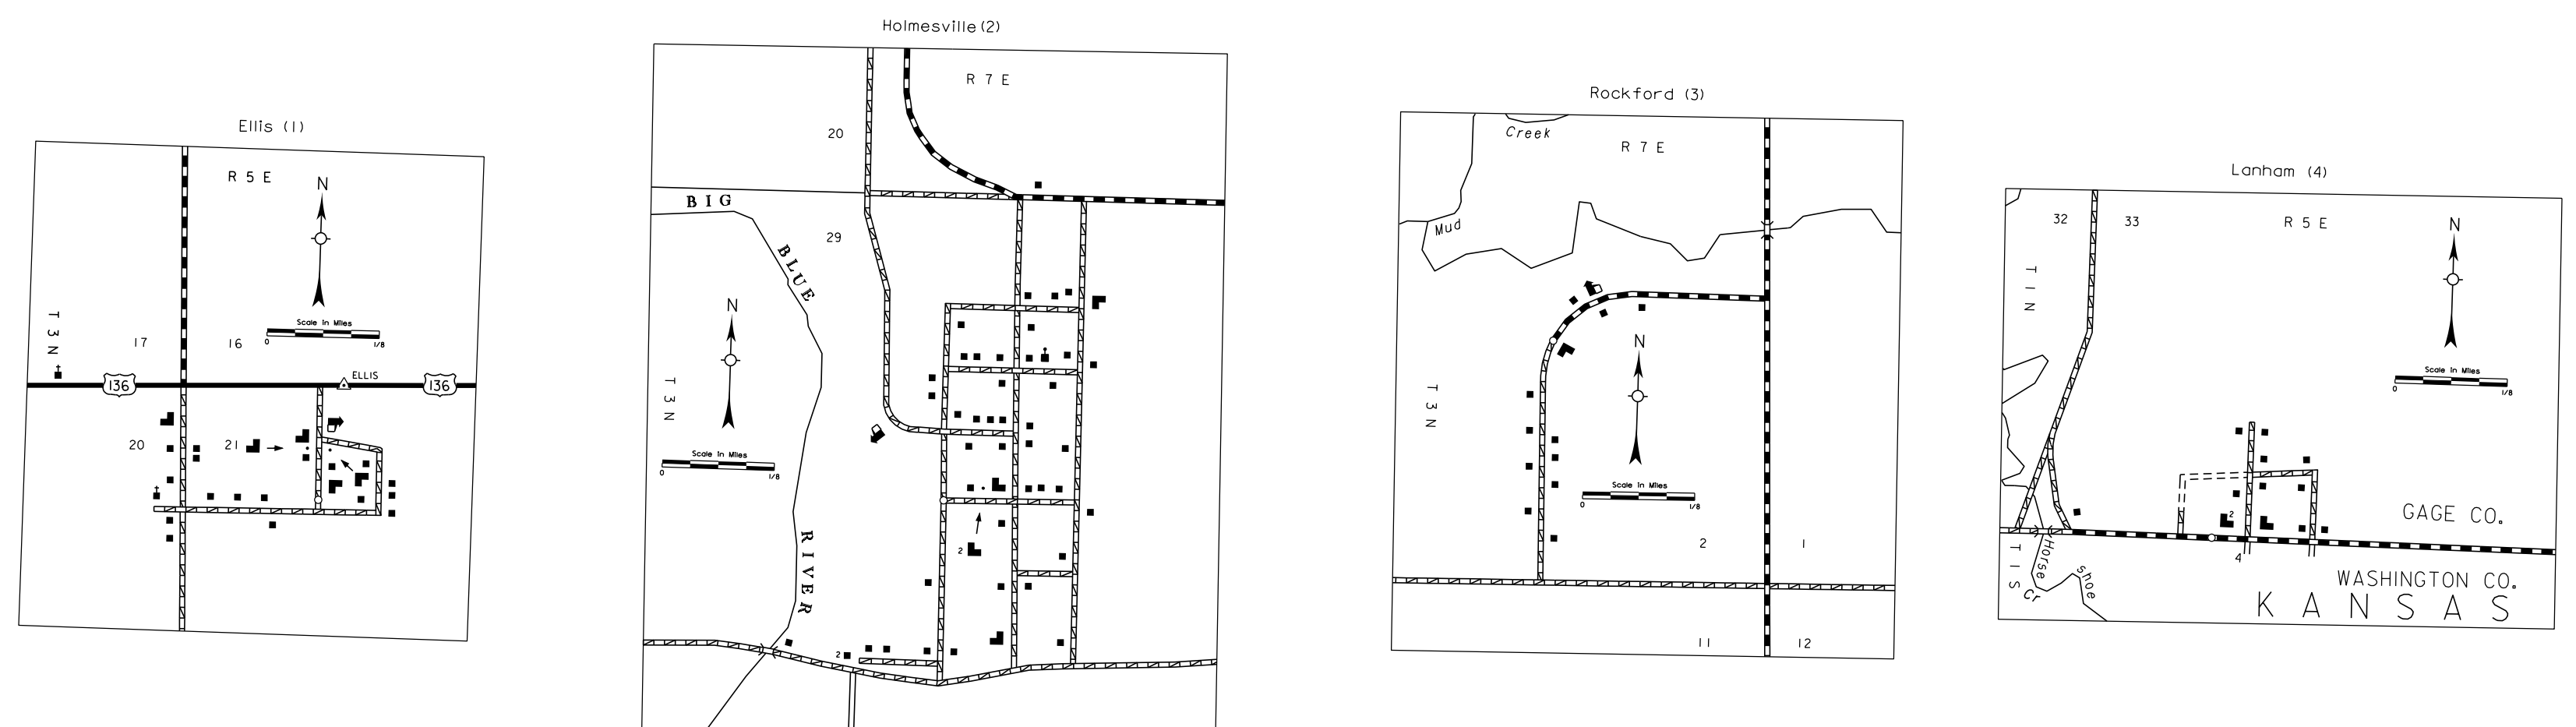 Ellis (1)
R 5 E
N
T 3 N
Scale In Miles
0 1/8
17 16
136 ELLIS 136
20 21
Holmesville (2)
R 7 E
20
BIG BLUE RIVER
29
N
T 3 N
Scale In Miles
0 1/8
2
2
Rockford (3)
Creek
R 7 E
Mud
N
T 3 N
Scale In Miles
0 1/8
2 1
11 12
Lanham (4)
32 33 R 5 E
N
T 1 N
Scale In Miles
0 1/8
2
GAGE CO.
4
T 1 S
Horse shoe Cr
WASHINGTON CO.
KANSAS